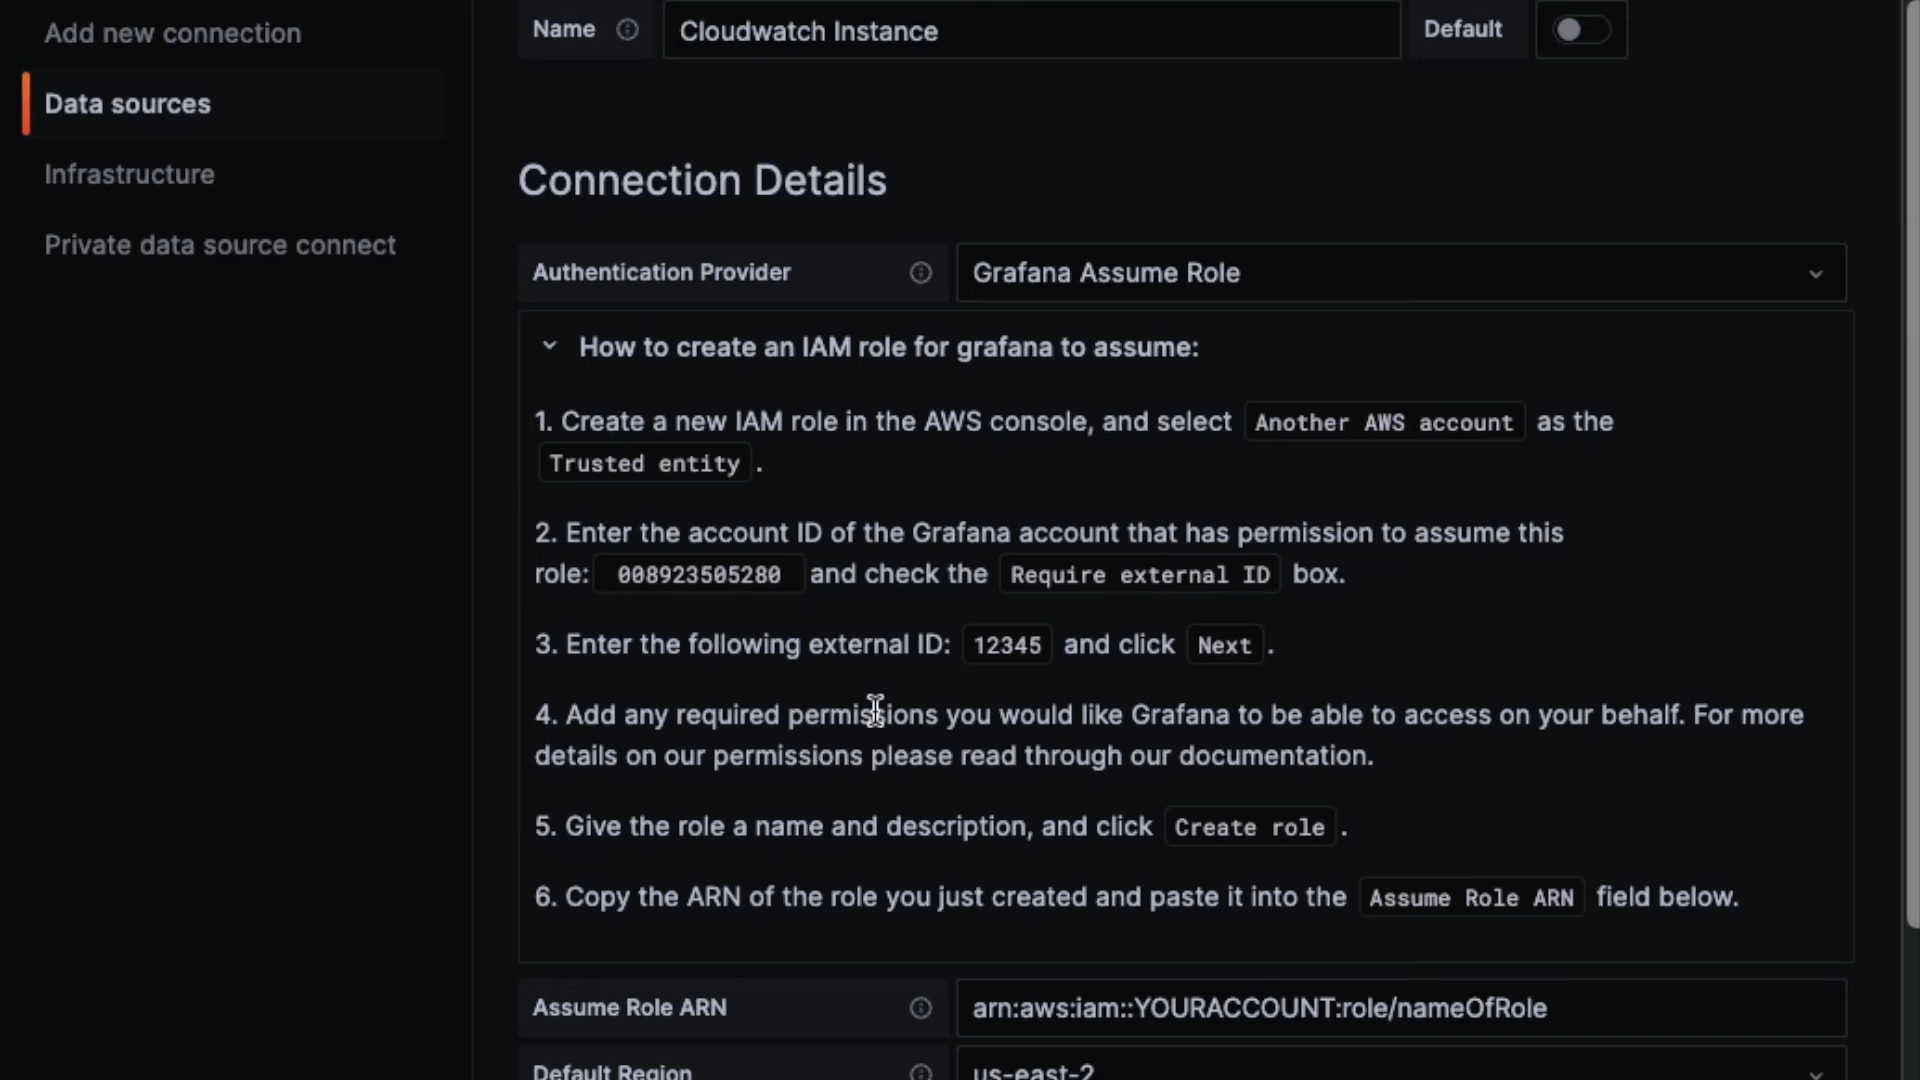 Add new connection
Data sources
Infrastructure
Private data source connect
Name
Cloudwatch Instance
Default
Connection Details
Authentication Provider
Grafana Assume Role
How to create an IAM role for grafana to assume:
1. Create a new IAM role in the AWS console, and select Another AWS account as the
Trusted entity .
2. Enter the account ID of the Grafana account that has permission to assume this
role: 008923505280 and check the Require external ID box.
3. Enter the following external ID: 12345 and click Next .
4. Add any required permissions you would like Grafana to be able to access on your behalf. For more
details on our permissions please read through our documentation.
5. Give the role a name and description, and click Create role .
6. Copy the ARN of the role you just created and paste it into the Assume Role ARN field below.
Assume Role ARN
arn:aws:iam::YOURACCOUNT:role/nameOfRole
Default Region
us-east-2